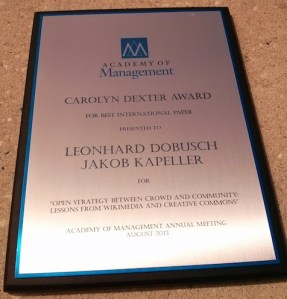 ACADEMY OF
Management
CAROLYN DEXTER AWARD
FOR BEST INTERNATIONAL PAPER
PRESENTED TO
LEONHARD DOBUSCH
JAKOB KAPELLER
FOR
"OPEN STRATEGY BETWEEN CROWD AND COMMUNITY:
LESSONS FROM WIKIMEDIA AND CREATIVE COMMONS"
ACADEMY OF MANAGEMENT ANNUAL MEETING
AUGUST 2013